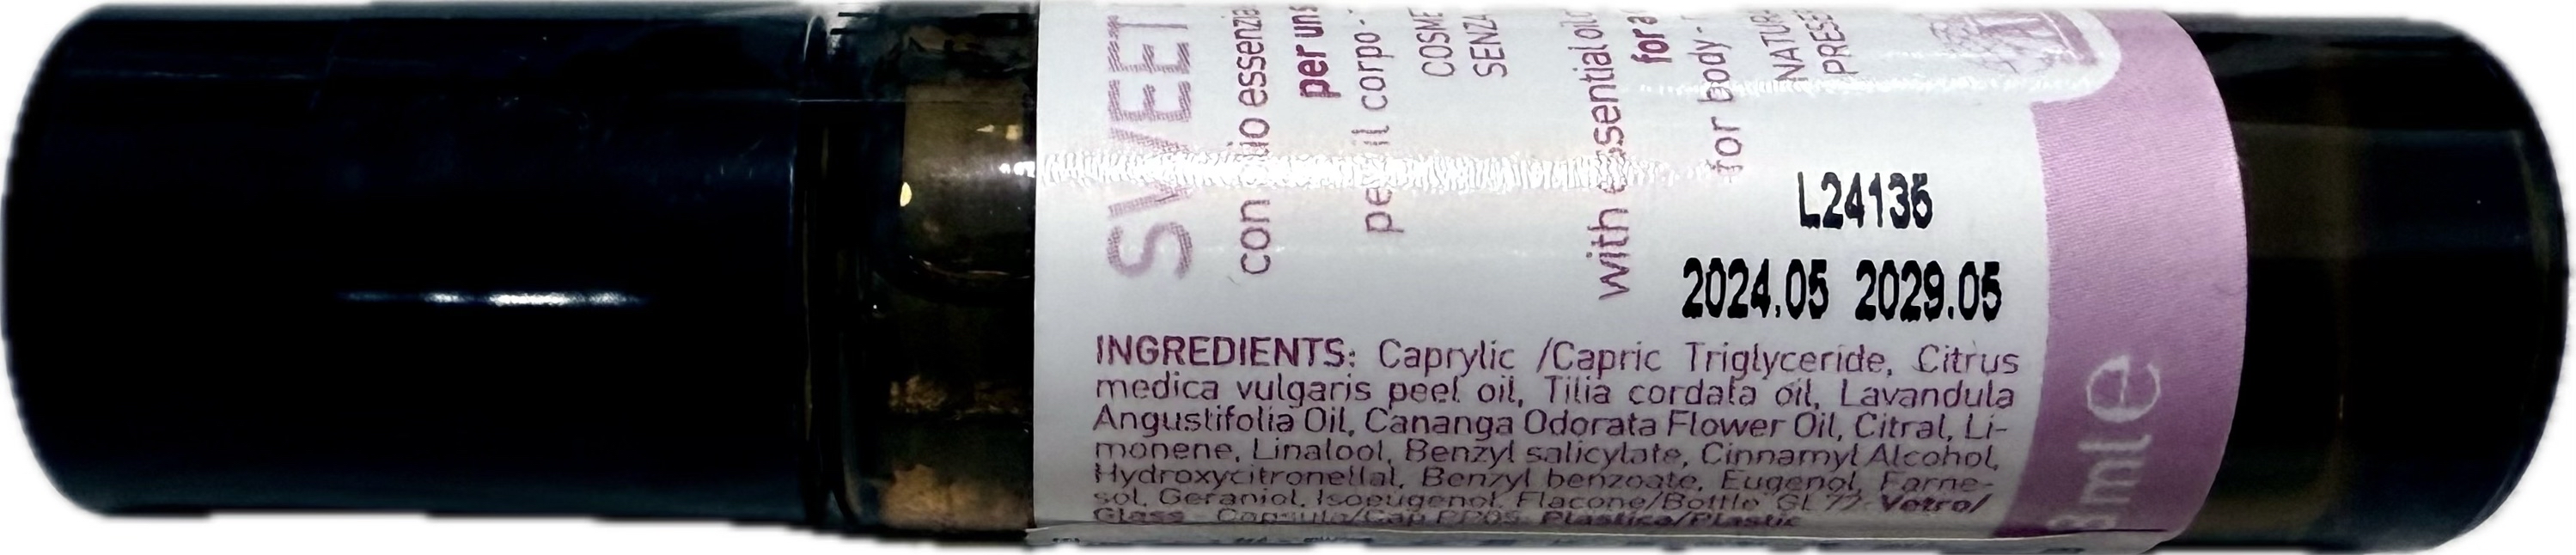 SWEET
con olio essenzia
per un s
per il corpo -
COSME
SENZA
with essential oil
for a
for body -
NATUR
PRESE
L24135
2024.05 2029.05
INGREDIENTS: Caprylic /Capric Triglyceride, Citrus
medica vulgaris peel oil, Tilia cordata oil, Lavandula
Angustifolia Oil, Cananga Odorata Flower Oil, Citral, Li-
monene, Linalool, Benzyl salicylate, Cinnamyl Alcohol,
Hydroxycitronellal, Benzyl benzoate, Eugenol, Farne-
sol, Geraniol, Isoeugenol, Flacone/Bottle GL 72 Vetro/
Glass - Capsula/Cap PP05 Plastica/Plastic
ml e